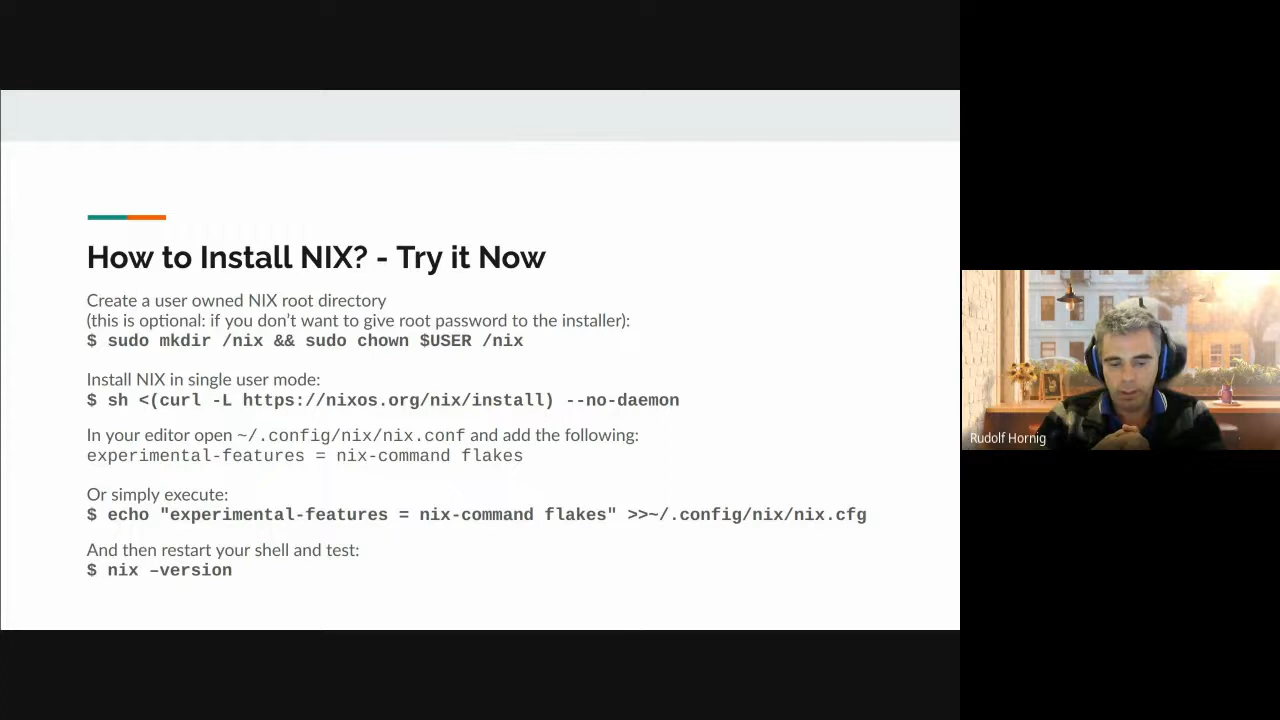 How to Install NIX? - Try it Now
Create a user owned NIX root directory
(this is optional: if you don't want to give root password to the installer):
$ sudo mkdir /nix && sudo chown $USER /nix
Install NIX in single user mode:
$ sh <(curl -L https://nixos.org/nix/install) --no-daemon
In your editor open ~/.config/nix/nix.conf and add the following:
experimental-features = nix-command flakes
Or simply execute:
$ echo "experimental-features = nix-command flakes" >>~/.config/nix/nix.cfg
And then restart your shell and test:
$ nix –version
Rudolf Hornig